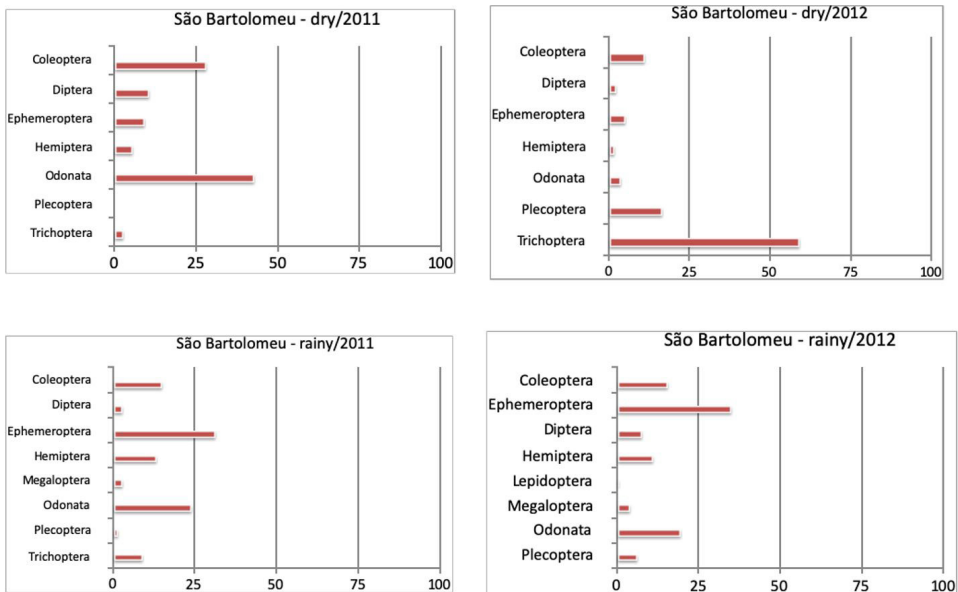 São Bartolomeu - dry/2011
Coleoptera
Diptera
Ephemeroptera
Hemiptera
Odonata
Plecoptera
Trichoptera
0 25 50 75 100
São Bartolomeu - dry/2012
Coleoptera
Diptera
Ephemeroptera
Hemiptera
Odonata
Plecoptera
Trichoptera
0 25 50 75 100
São Bartolomeu - rainy/2011
Coleoptera
Diptera
Ephemeroptera
Hemiptera
Megaloptera
Odonata
Plecoptera
Trichoptera
0 25 50 75 100
São Bartolomeu - rainy/2012
Coleoptera
Ephemeroptera
Diptera
Hemiptera
Lepidoptera
Megaloptera
Odonata
Plecoptera
0 25 50 75 100